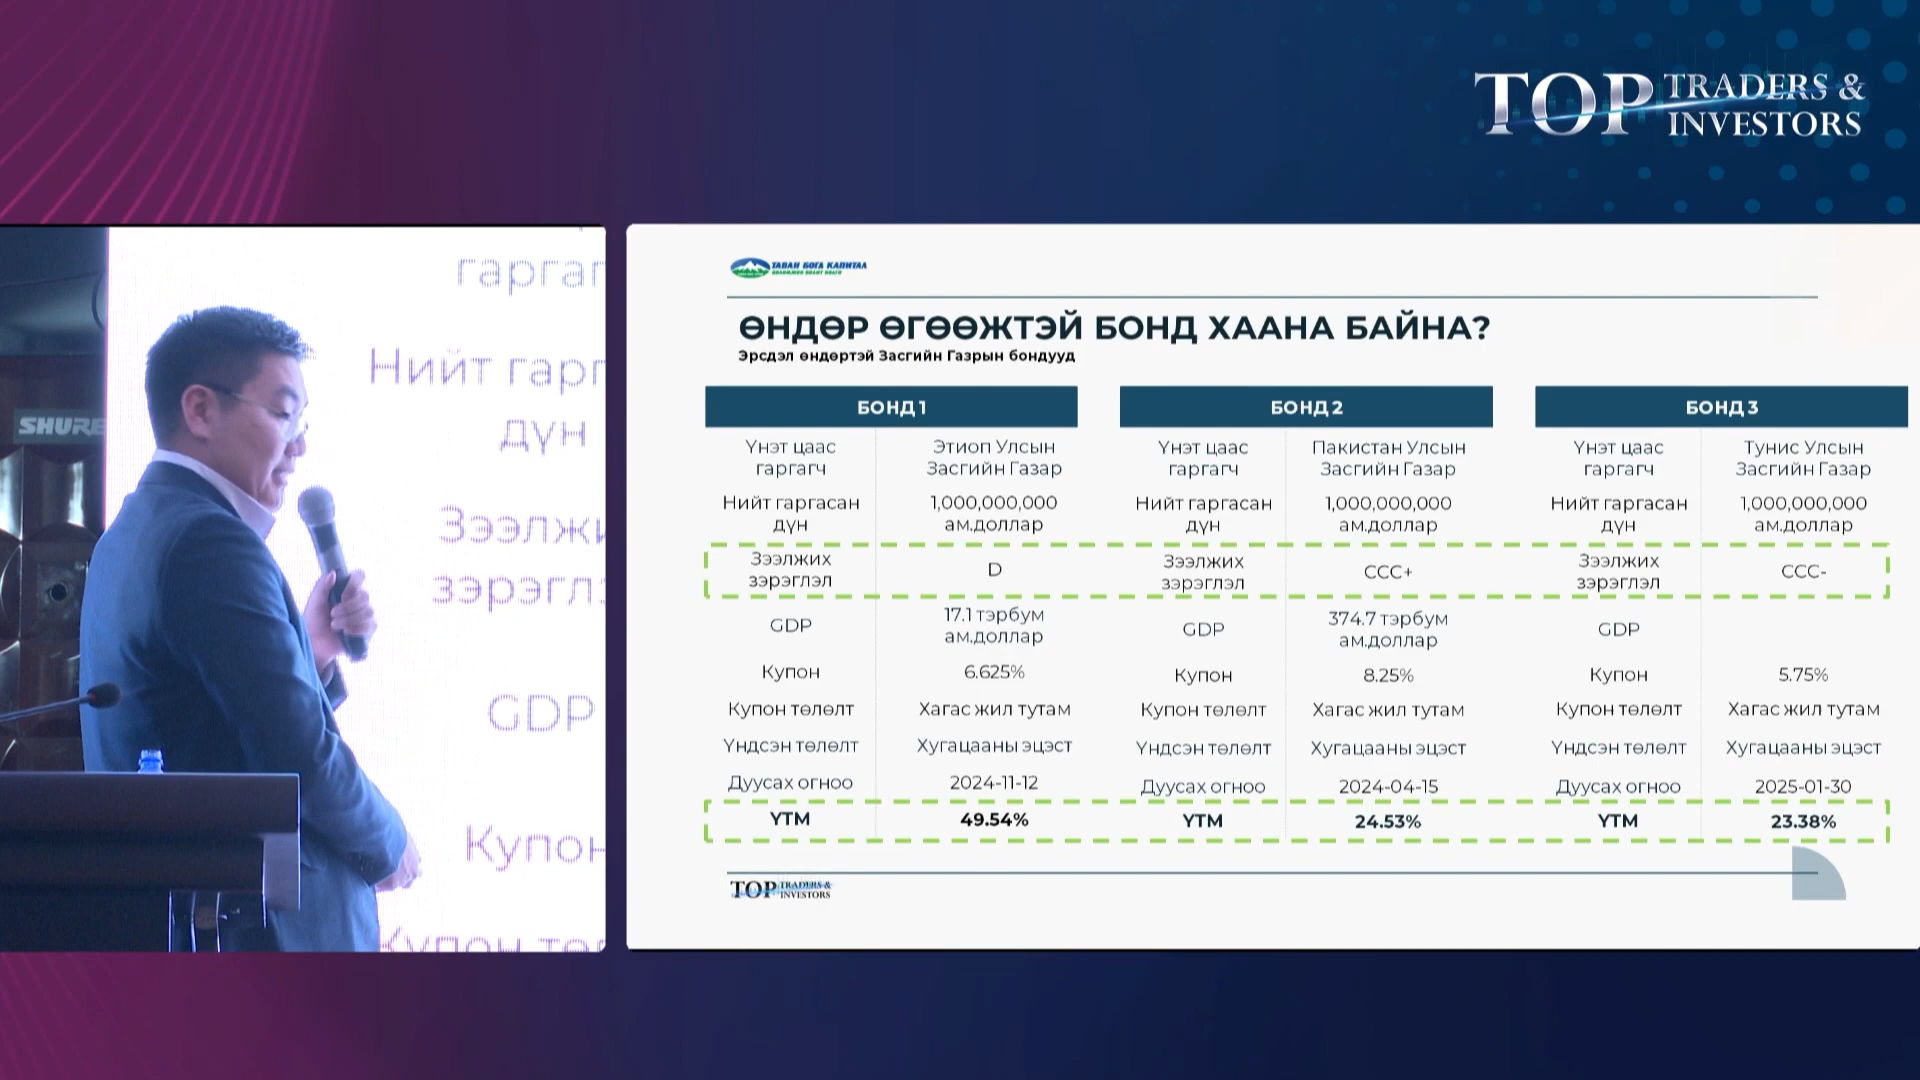 TOP TRADERS &
INVESTORS
гаргаг
Нийт гарг
дүн
SHURE
Зээлжи
зэрэгл
GDP
Купон
Купон төл
ТАВАН БОГА КАПИТАЛ
ӨНДӨР ӨГӨӨЖТЭЙ БОНД ХААНА БАЙНА?
Эрсдэл өндөртэй Засгийн Газрын бондууд
БОНД 1
Үнэт цаас
гаргагч
Этиоп Улсын
Засгийн Газар
Нийт гаргасан
дүн
1,000,000,000
ам.доллар
Зээлжих
зэрэглэл
D
GDP
17.1 тэрбум
ам.доллар
Купон
6.625%
Купон төлөлт
Хагас жил тутам
Үндсэн төлөлт
Хугацааны эцэст
Дуусах огноо
2024-11-12
YTM
49.54%
БОНД 2
Үнэт цаас
гаргагч
Пакистан Улсын
Засгийн Газар
Нийт гаргасан
дүн
1,000,000,000
ам.доллар
Зээлжих
зэрэглэл
CCC+
GDP
374.7 тэрбум
ам.доллар
Купон
8.25%
Купон төлөлт
Хагас жил тутам
Үндсэн төлөлт
Хугацааны эцэст
Дуусах огноо
2024-04-15
YTM
24.53%
БОНД 3
Үнэт цаас
гаргагч
Тунис Улсын
Засгийн Газар
Нийт гаргасан
дүн
1,000,000,000
ам.доллар
Зээлжих
зэрэглэл
CCC-
GDP
Купон
5.75%
Купон төлөлт
Хагас жил тутам
Үндсэн төлөлт
Хугацааны эцэст
Дуусах огноо
2025-01-30
YTM
23.38%
TOP TRADERS &
INVESTORS